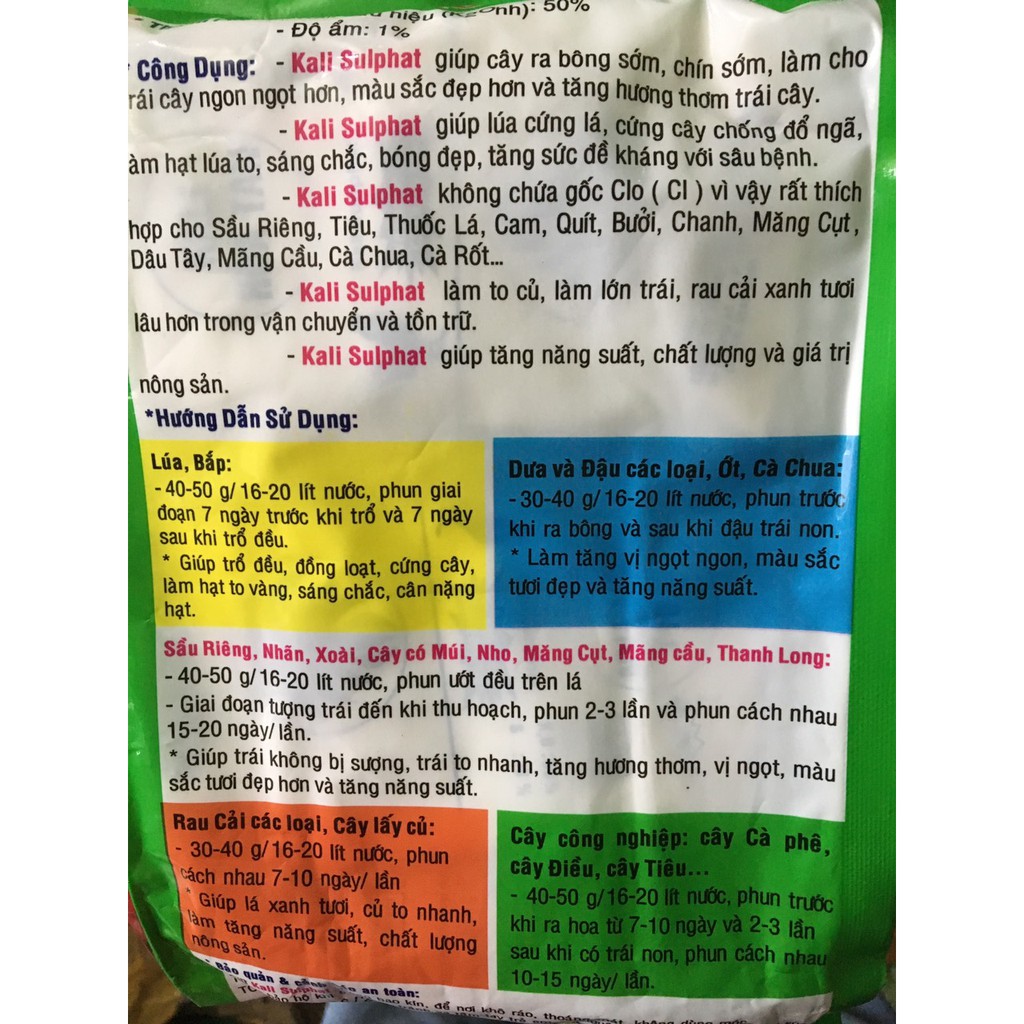 hiệu (K₂Onh): 50%
- Độ ẩm: 1%
* Công Dụng: - Kali Sulphat giúp cây ra bông sớm, chín sớm, làm cho
rái cây ngon ngọt hơn, màu sắc đẹp hơn và tăng hương thơm trái cây.
- Kali Sulphat giúp lúa cứng lá, cứng cây chống đổ ngã,
àm hạt lúa to, sáng chắc, bóng đẹp, tăng sức đề kháng với sâu bệnh.
- Kali Sulphat không chứa gốc Clo ( Cl ) vì vậy rất thích
hợp cho Sầu Riêng, Tiêu, Thuốc Lá, Cam, Quít, Bưởi, Chanh, Măng Cụt,
Dâu Tây, Mãng Cầu, Cà Chua, Cà Rốt...
- Kali Sulphat làm to củ, làm lớn trái, rau cải xanh tươi
lâu hơn trong vận chuyển và tồn trữ.
- Kali Sulphat giúp tăng năng suất, chất lượng và giá trị
nông sản.
*Hướng Dẫn Sử Dụng:
Lúa, Bắp:
- 40-50 g/ 16-20 lít nước, phun giai
đoạn 7 ngày trước khi trổ và 7 ngày
sau khi trổ đều.
* Giúp trổ đều, đồng loạt, cứng cây,
làm hạt to vàng, sáng chắc, cân nặng
hạt.
Dưa và Đậu các loại, Ớt, Cà Chua:
- 30-40 g/ 16-20 lít nước, phun trước
khi ra bông và sau khi đậu trái non.
* Làm tăng vị ngọt ngon, màu sắc
tươi đẹp và tăng năng suất.
Sầu Riêng, Nhãn, Xoài, Cây có Múi, Nho, Măng Cụt, Mãng cầu, Thanh Long:
- 40-50 g/ 16-20 lít nước, phun ướt đều trên lá
- Giai đoạn tượng trái đến khi thu hoạch, phun 2-3 lần và phun cách nhau
15-20 ngày/ lần.
* Giúp trái không bị sượng, trái to nhanh, tăng hương thơm, vị ngọt, màu
sắc tươi đẹp hơn và tăng năng suất.
Rau Cải các loại, Cây lấy củ:
- 30-40 g/ 16-20 lít nước, phun
cách nhau 7-10 ngày/ lần
* Giúp lá xanh tươi, củ to nhanh,
làm tăng năng suất, chất lượng
nông sản.
Cây công nghiệp: cây Cà phê,
cây Điều, cây Tiêu...
- 40-50 g/16-20 lít nước, phun trước
khi ra hoa từ 7-10 ngày và 2-3 lần
sau khi có trái non, phun cách nhau
10-15 ngày/ lần.
Bảo quản & an toàn:
kín, để nơi khô ráo,